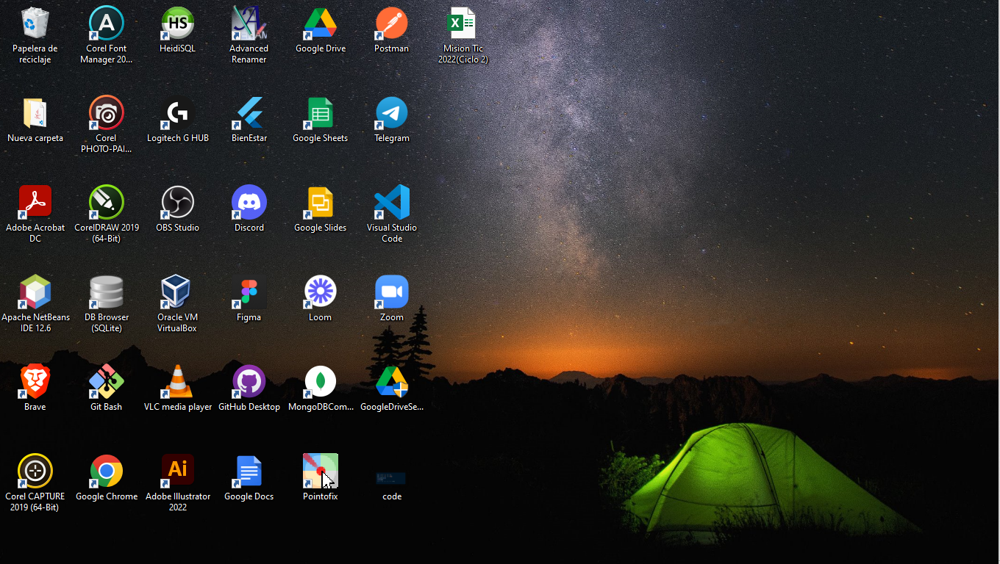 Papelera de
reciclaje
Corel Font
Manager 20...
HeidiSQL
Advanced
Renamer
Google Drive
Postman
Mision Tic
2022(Ciclo 2)
Nueva carpeta
Corel
PHOTO-PAI...
Logitech G HUB
BienEstar
Google Sheets
Telegram
Adobe Acrobat
DC
CorelDRAW 2019
(64-Bit)
OBS Studio
Discord
Google Slides
Visual Studio
Code
Apache NetBeans
IDE 12.6
DB Browser
(SQLite)
Oracle VM
VirtualBox
Figma
Loom
Zoom
Brave
Git Bash
VLC media player
GitHub Desktop
MongoDBCom...
GoogleDriveSe...
Corel CAPTURE
2019 (64-Bit)
Google Chrome
Adobe Illustrator
2022
Google Docs
Pointofix
code
A
HS
A
X
G
Ai